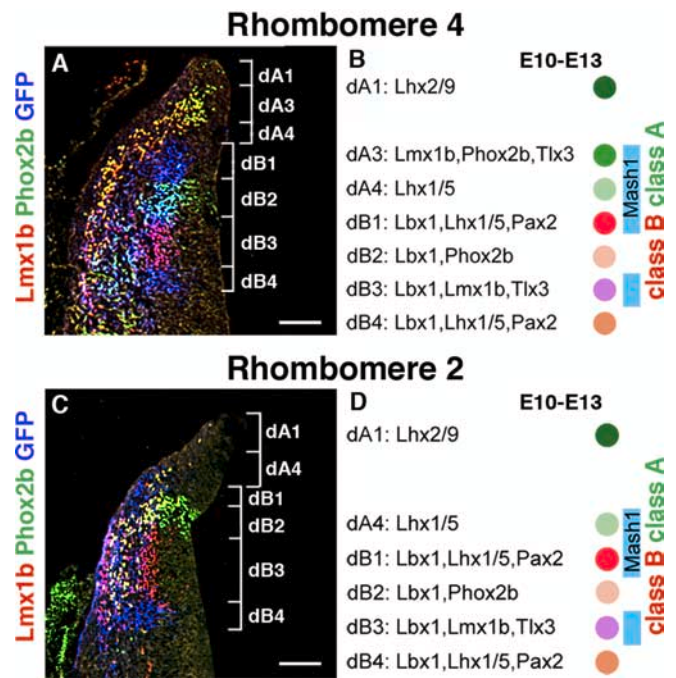 Rhombomere 4
Lmx1b Phox2b GFP
A
dA1
dA3
dA4
dB1
dB2
dB3
dB4
B
E10-E13
dA1: Lhx2/9
dA3: Lmx1b,Phox2b,Tlx3
dA4: Lhx1/5
dB1: Lbx1,Lhx1/5,Pax2
dB2: Lbx1,Phox2b
dB3: Lbx1,Lmx1b,Tlx3
dB4: Lbx1,Lhx1/5,Pax2
Mash1
class A
class B
Rhombomere 2
Lmx1b Phox2b GFP
C
dA1
dA4
dB1
dB2
dB3
dB4
D
E10-E13
dA1: Lhx2/9
dA4: Lhx1/5
dB1: Lbx1,Lhx1/5,Pax2
dB2: Lbx1,Phox2b
dB3: Lbx1,Lmx1b,Tlx3
dB4: Lbx1,Lhx1/5,Pax2
Mash1
class A
class B